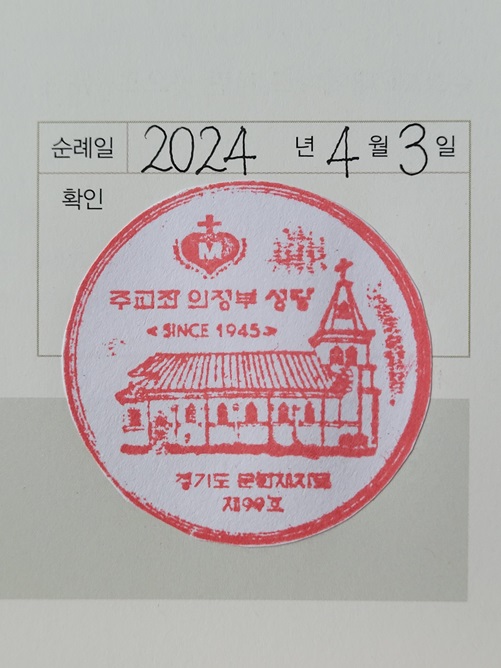 순례일 2024 년 4 월 3 일
확인
M
주교좌 의정부 성당
<SINCE 1945>
경기도 문화재자료
제99호